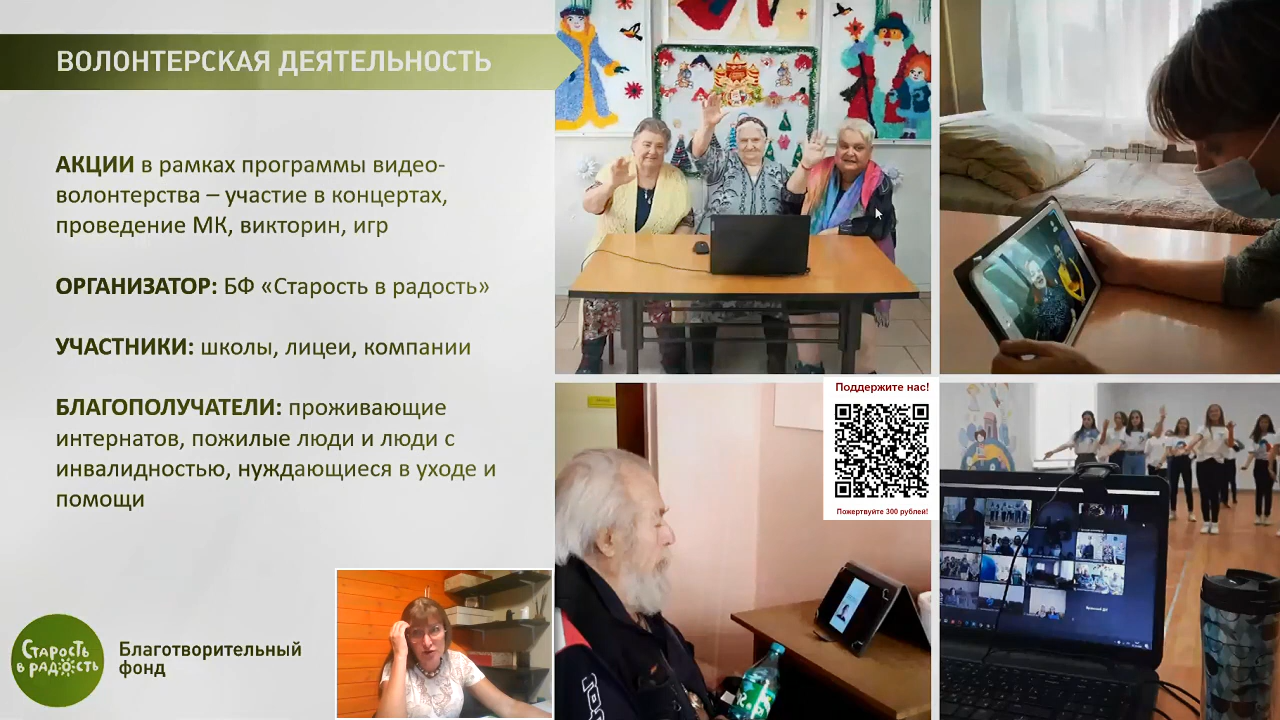 ВОЛОНТЕРСКАЯ ДЕЯТЕЛЬНОСТЬ
АКЦИИ в рамках программы видео-
волонтерства – участие в концертах,
проведение МК, викторин, игр
ОРГАНИЗАТОР: БФ «Старость в радость»
УЧАСТНИКИ: школы, лицеи, компании
БЛАГОПОЛУЧАТЕЛИ: проживающие
интернатов, пожилые люди и люди с
инвалидностью, нуждающиеся в уходе и
помощи
Поддержите нас!
Пожертвуйте 300 рублей!
СТАРОСТЬ
В РАДОСТЬ
Благотворительный
фонд